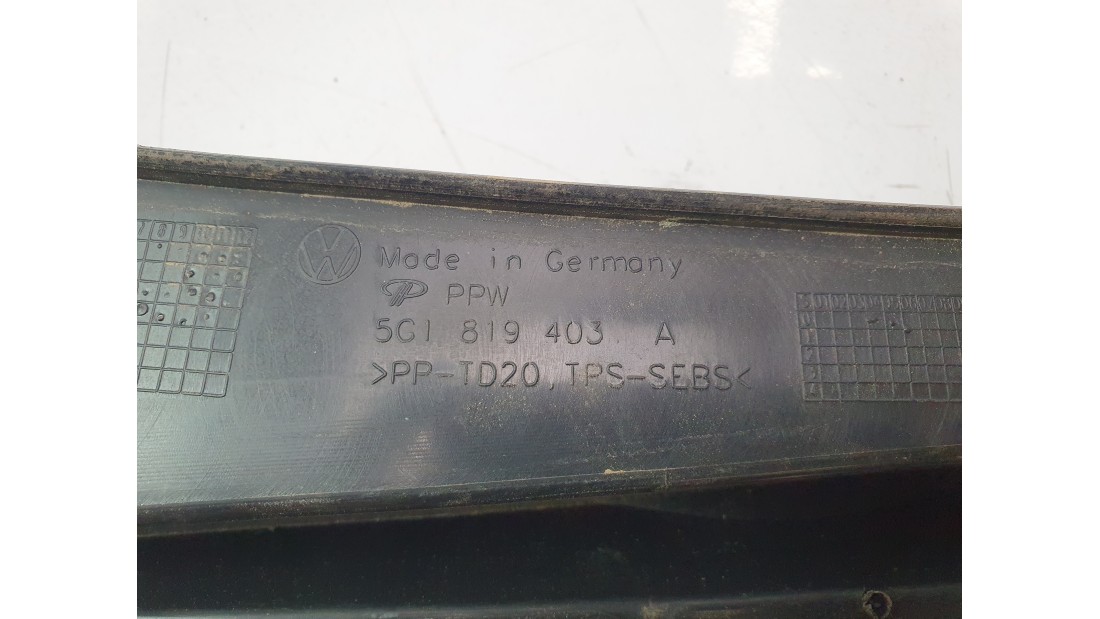 Made in Germany
PPW
5G1 819 403 A
>PP-TD20, TPS-SEBS<